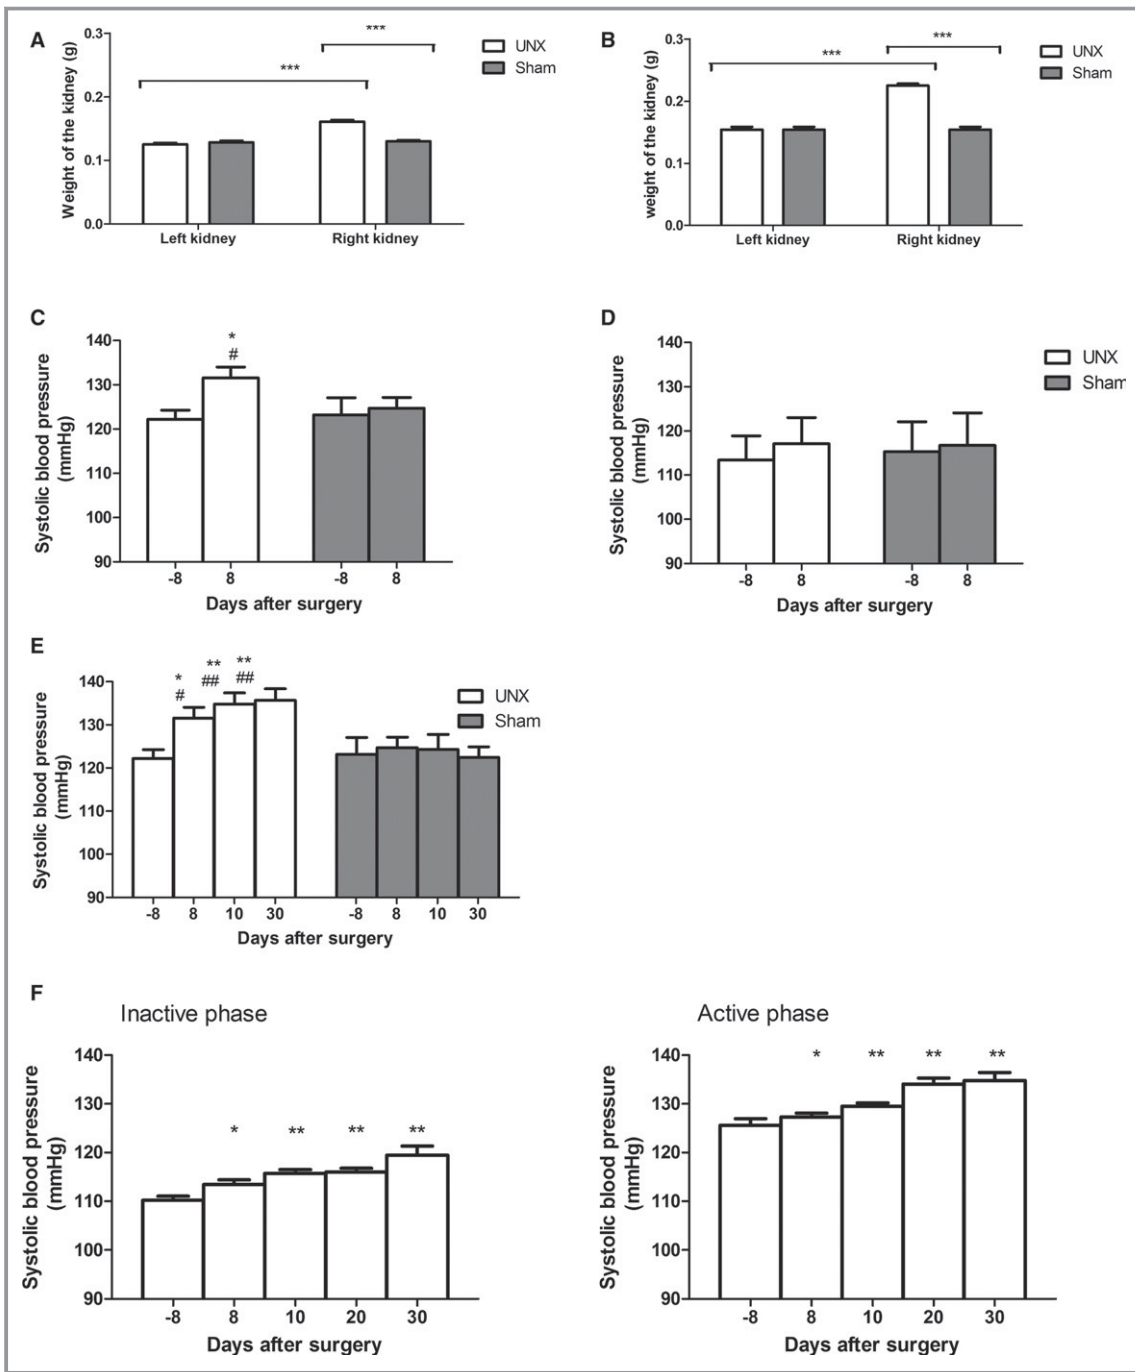 A
***
***
UNX
Sham
Weight of the kidney (g)
0.3
0.2
0.1
0.0
Left kidney Right kidney
B
***
***
UNX
Sham
weight of the kidney (g)
0.3
0.2
0.1
0.0
Left kidney Right kidney
C
*
#
Systolic blood pressure
(mmHg)
140
130
120
110
100
90
-8 8 -8 8
Days after surgery
D
UNX
Sham
Systolic blood pressure
(mmHg)
140
130
120
110
100
90
-8 8 -8 8
Days after surgery
E
* ** **
# ## ##
UNX
Sham
Systolic blood pressure
(mmHg)
140
130
120
110
100
90
-8 8 10 30 -8 8 10 30
Days after surgery
F
Inactive phase
* ** ** **
Systolic blood pressure
(mmHg)
140
130
120
110
100
90
-8 8 10 20 30
Days after surgery
Active phase
* ** ** **
Systolic blood pressure
(mmHg)
140
130
120
110
100
90
-8 8 10 20 30
Days after surgery